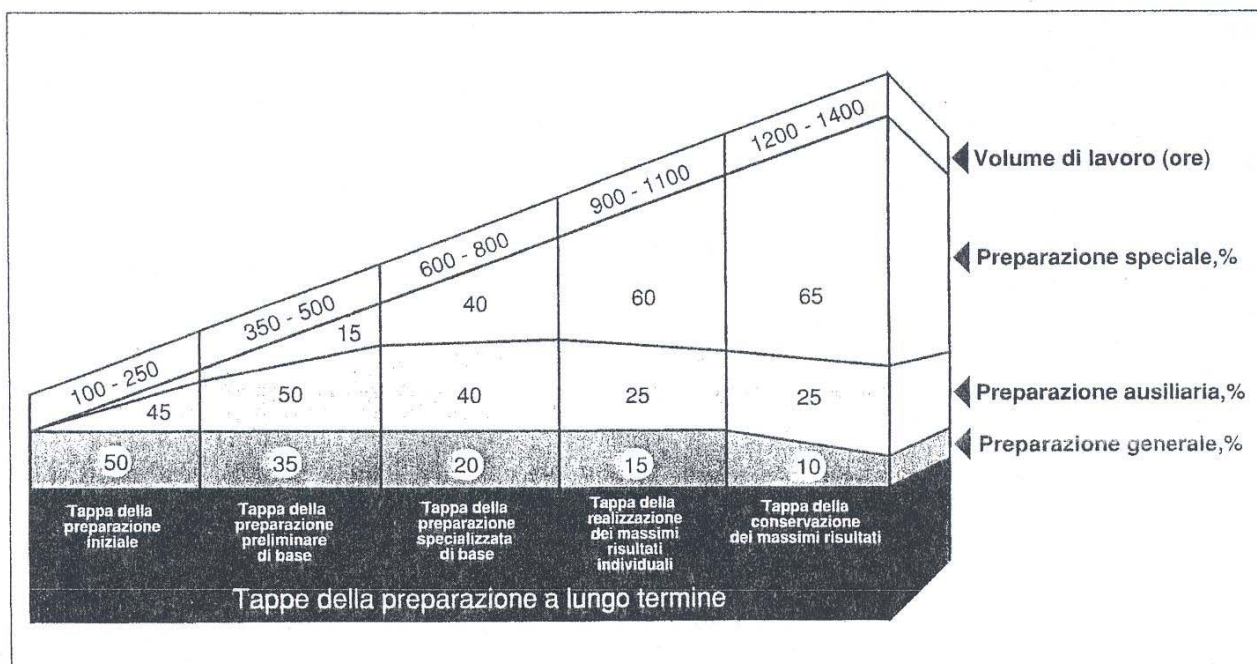 1200 - 1400
900 - 1100
600 - 800
350 - 500
100 - 250
Volume di lavoro (ore)
Preparazione speciale,%
15
40
60
65
Preparazione ausiliaria,%
45
50
40
25
25
Preparazione generale,%
50
35
20
15
10
Tappa della
preparazione
iniziale
Tappa della
preparazione
preliminare
di base
Tappa della
preparazione
specializzata
di base
Tappa della
realizzazione
dei massimi
risultati
individuali
Tappa della
conservazione
dei massimi risultati
Tappe della preparazione a lungo termine